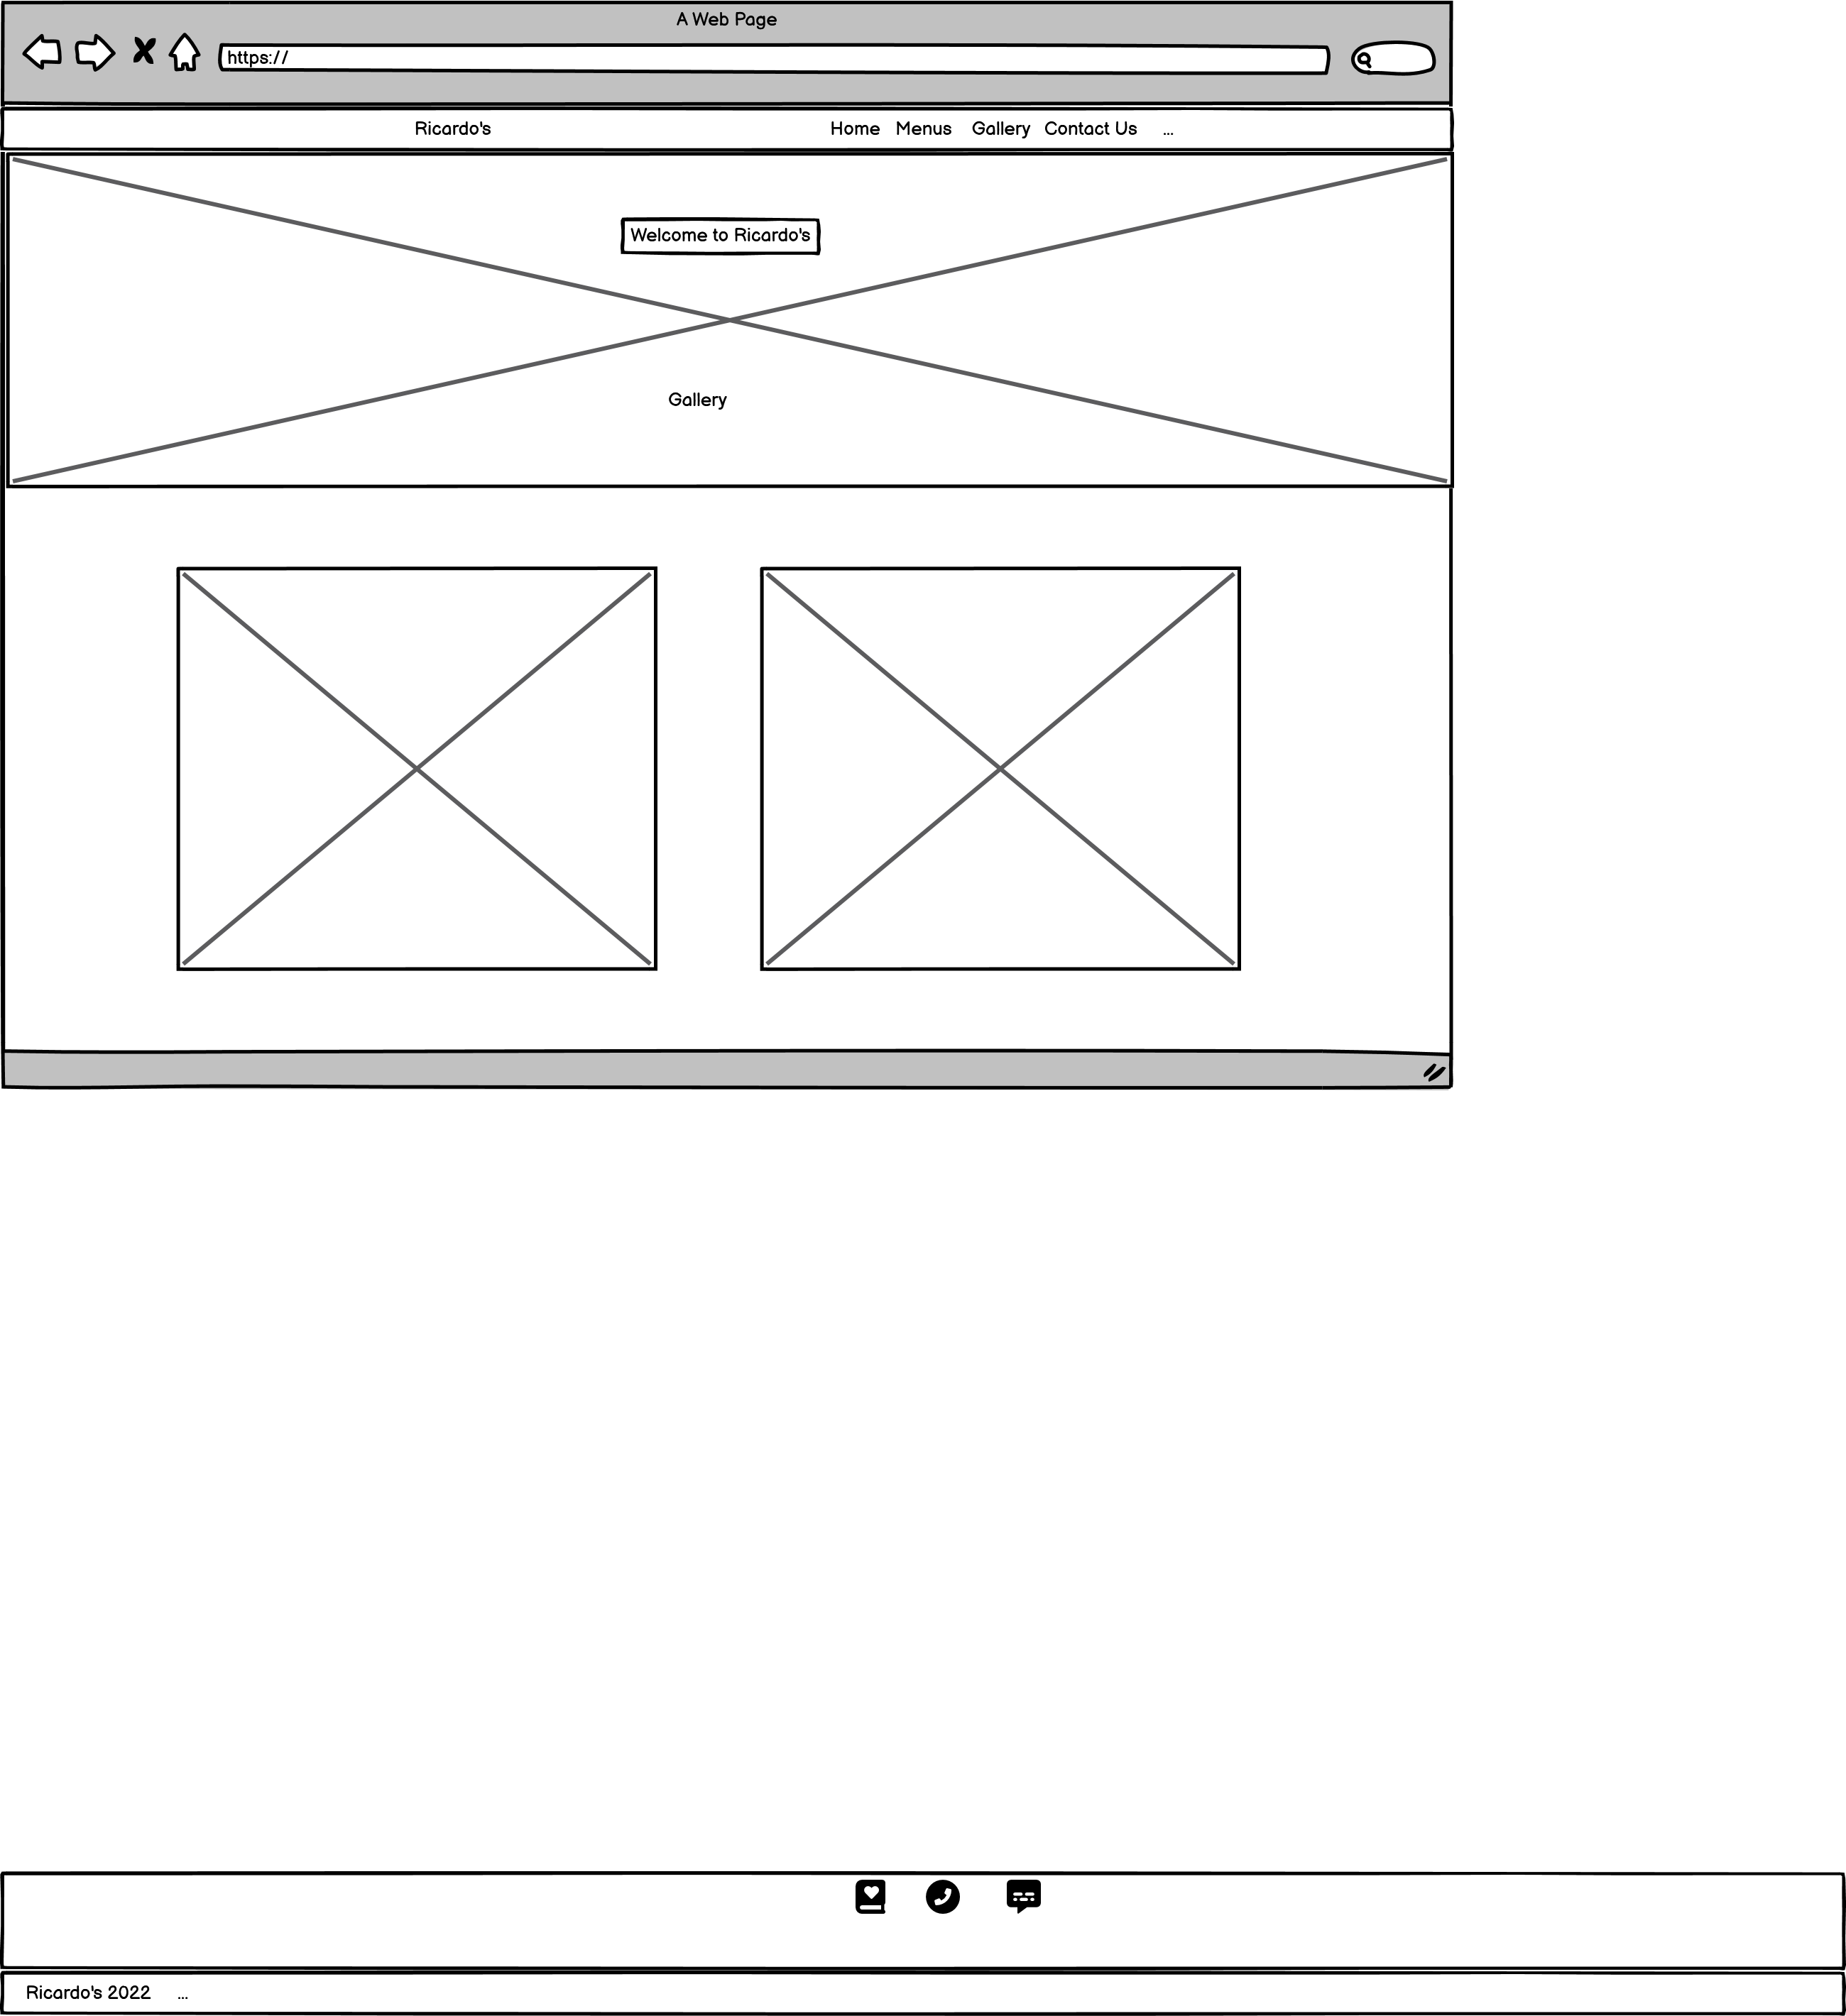 A Web Page
https://
Ricardo's Home Menus Gallery Contact Us ...
Welcome to Ricardo's
Gallery
Ricardo's 2022 ...